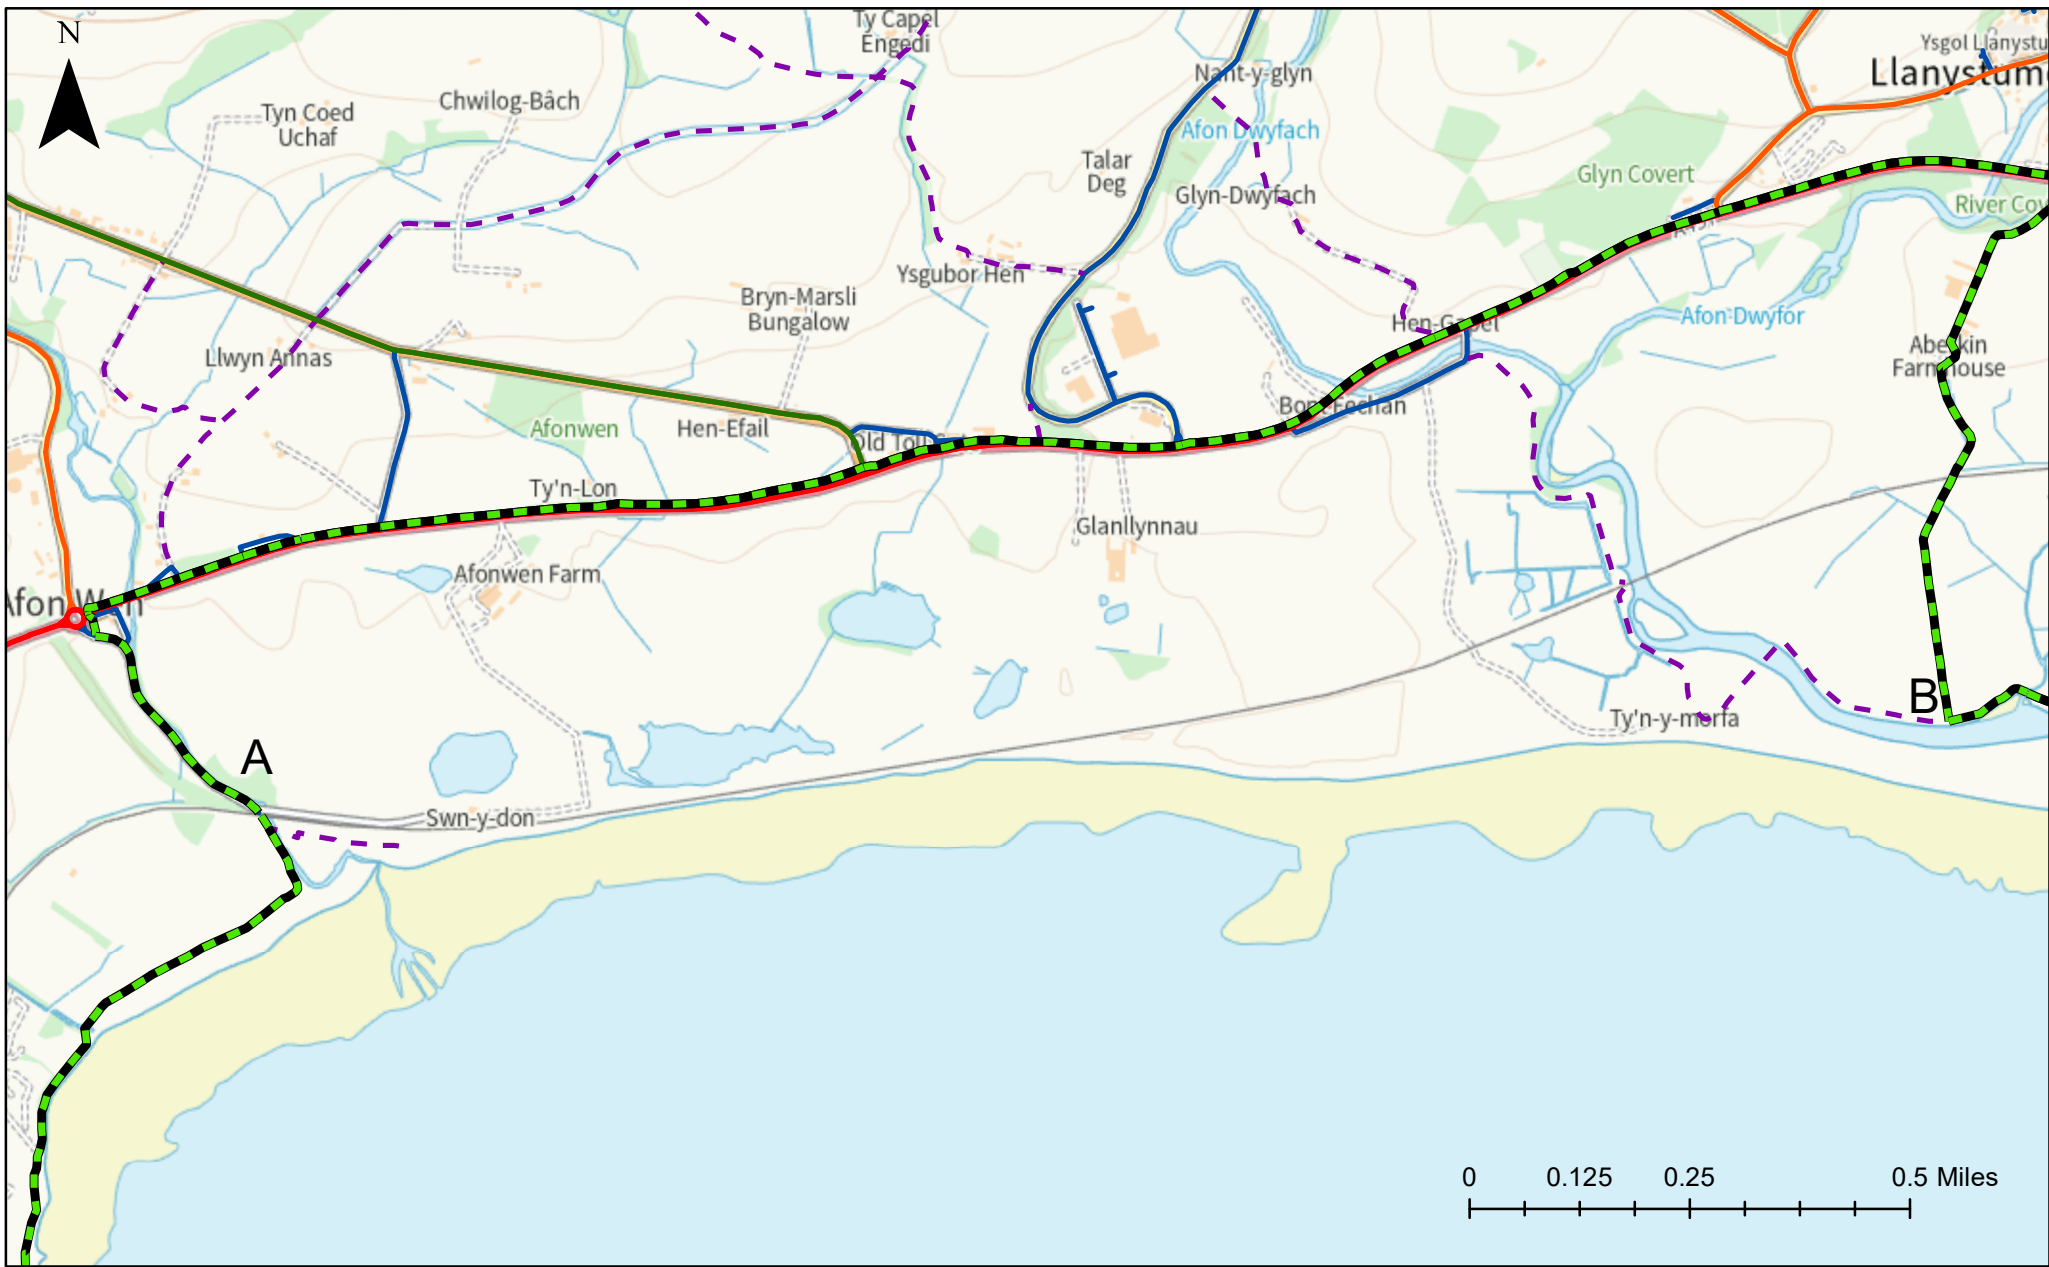 N
Ty Capel
Engedi
Ysgol Llanystu
Llanystum
Nant-y-glyn
Tyn Coed
Uchaf
Chwilog-Bâch
Afon Dwyfach
Talar
Deg
Glyn Covert
Glyn-Dwyfach
River Cov
Ysgubor Hen
Bryn-Marsli
Bungalow
Hen-Gapel
Afon Dwyfor
Llwyn Annas
Aberkin
Farmhouse
Afonwen
Hen-Efail
Old Toll
Bont Fechan
Ty'n-Lon
Glanllynnau
Afonwen Farm
Afon Wen
B
Ty'n-y-morfa
A
Swn-y-don
0 0.125 0.25 0.5 Miles